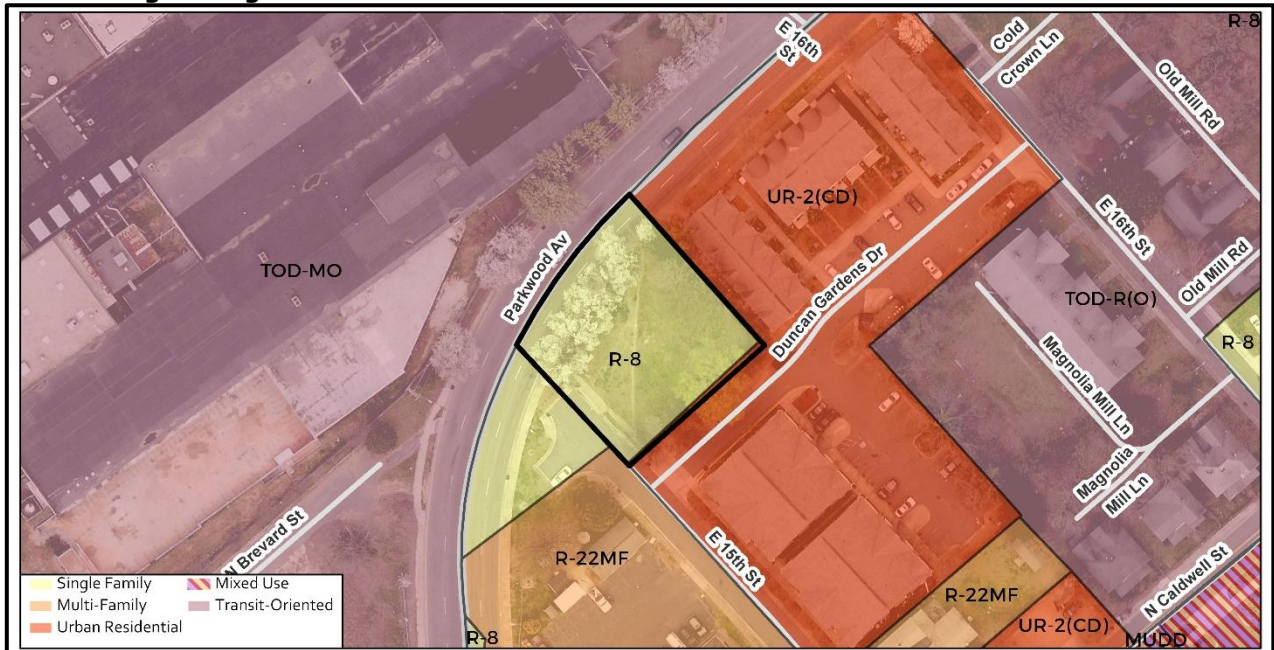 R-8
E 16th
St
Cold
Crown Ln
Old Mill Rd
UR-2(CD)
E 16th St
TOD-MO
Parkwood Av
Duncan Gardens Dr
TOD-R(O)
Old Mill Rd
R-8
R-8
Magnolia Mill Ln
Magnolia
Mill Ln
N Brevard St
R-22MF
E 15th St
N Caldwell St
R-22MF
UR-2(CD)
MUDD
R-8
Single Family
Mixed Use
Multi-Family
Transit-Oriented
Urban Residential